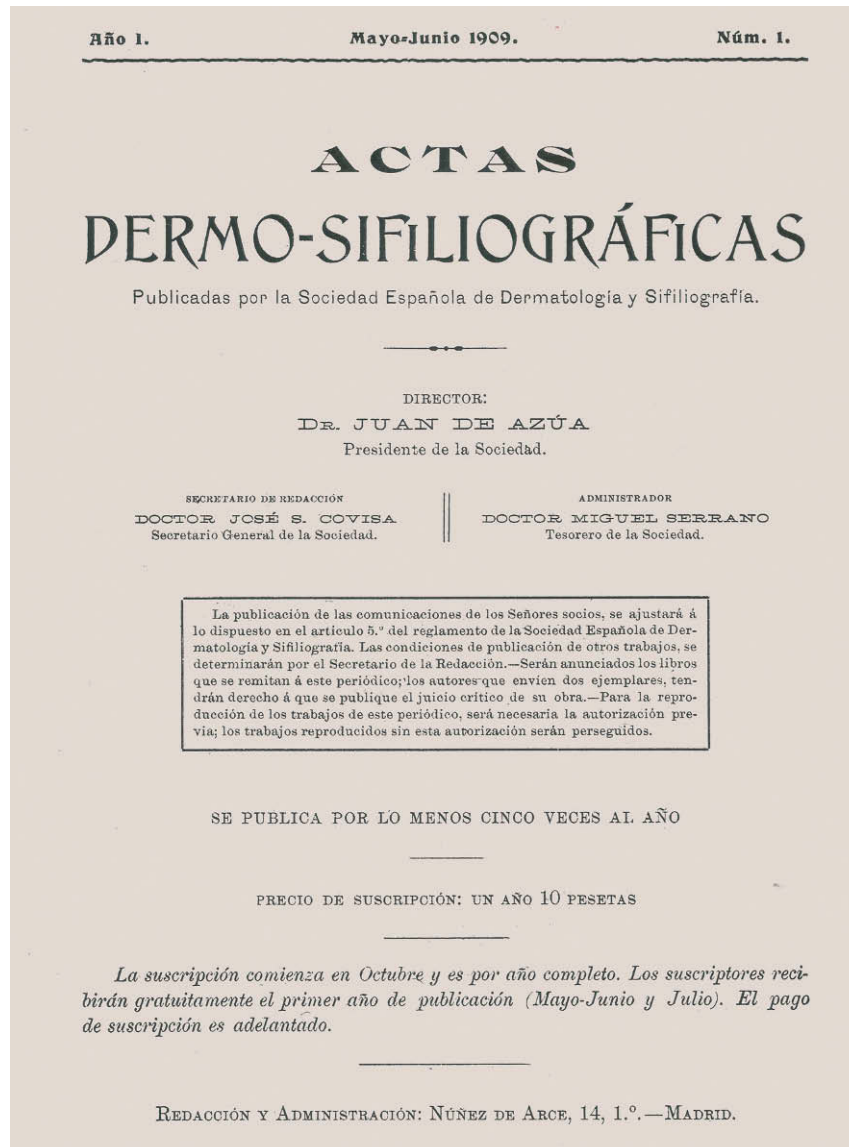 Año 1. Mayo-Junio 1909. Núm. 1.
ACTAS
DERMO-SIFILIOGRÁFICAS
Publicadas por la Sociedad Española de Dermatología y Sifiliografía.
DIRECTOR:
DR. JUAN DE AZÚA
Presidente de la Sociedad.
SECRETARIO DE REDACCIÓN
DOCTOR JOSÉ S. COVISA
Secretario General de la Sociedad.
ADMINISTRADOR
DOCTOR MIGUEL SERRANO
Tesorero de la Sociedad.
La publicación de las comunicaciones de los Señores socios, se ajustará á
lo dispuesto en el artículo 5.º del reglamento de la Sociedad Española de Der-
matología y Sifiliografía. Las condiciones de publicación de otros trabajos, se
determinarán por el Secretario de la Redacción.—Serán anunciados los libros
que se remitan á este periódico; los autores que envíen dos ejemplares, ten-
drán derecho á que se publique el juicio crítico de su obra.—Para la repro-
ducción de los trabajos de este periódico, será necesaria la autorización pre-
via; los trabajos reproducidos sin esta autorización serán perseguidos.
SE PUBLICA POR LO MENOS CINCO VECES AL AÑO
PRECIO DE SUSCRIPCIÓN: UN AÑO 10 PESETAS
La suscripción comienza en Octubre y es por año completo. Los suscriptores reci-
birán gratuitamente el primer año de publicación (Mayo-Junio y Julio). El pago
de suscripción es adelantado.
REDACCIÓN Y ADMINISTRACIÓN: NÚÑEZ DE ARCE, 14, 1.º.—MADRID.